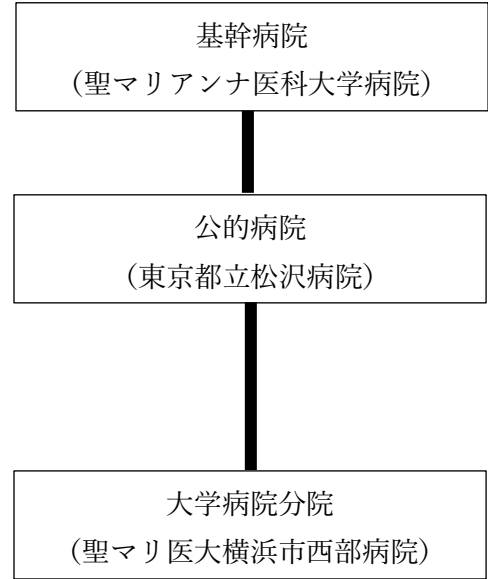 基幹病院
（聖マリアンナ医科大学病院）
公的病院
（東京都立松沢病院）
大学病院分院
（聖マリ医大横浜市西部病院）